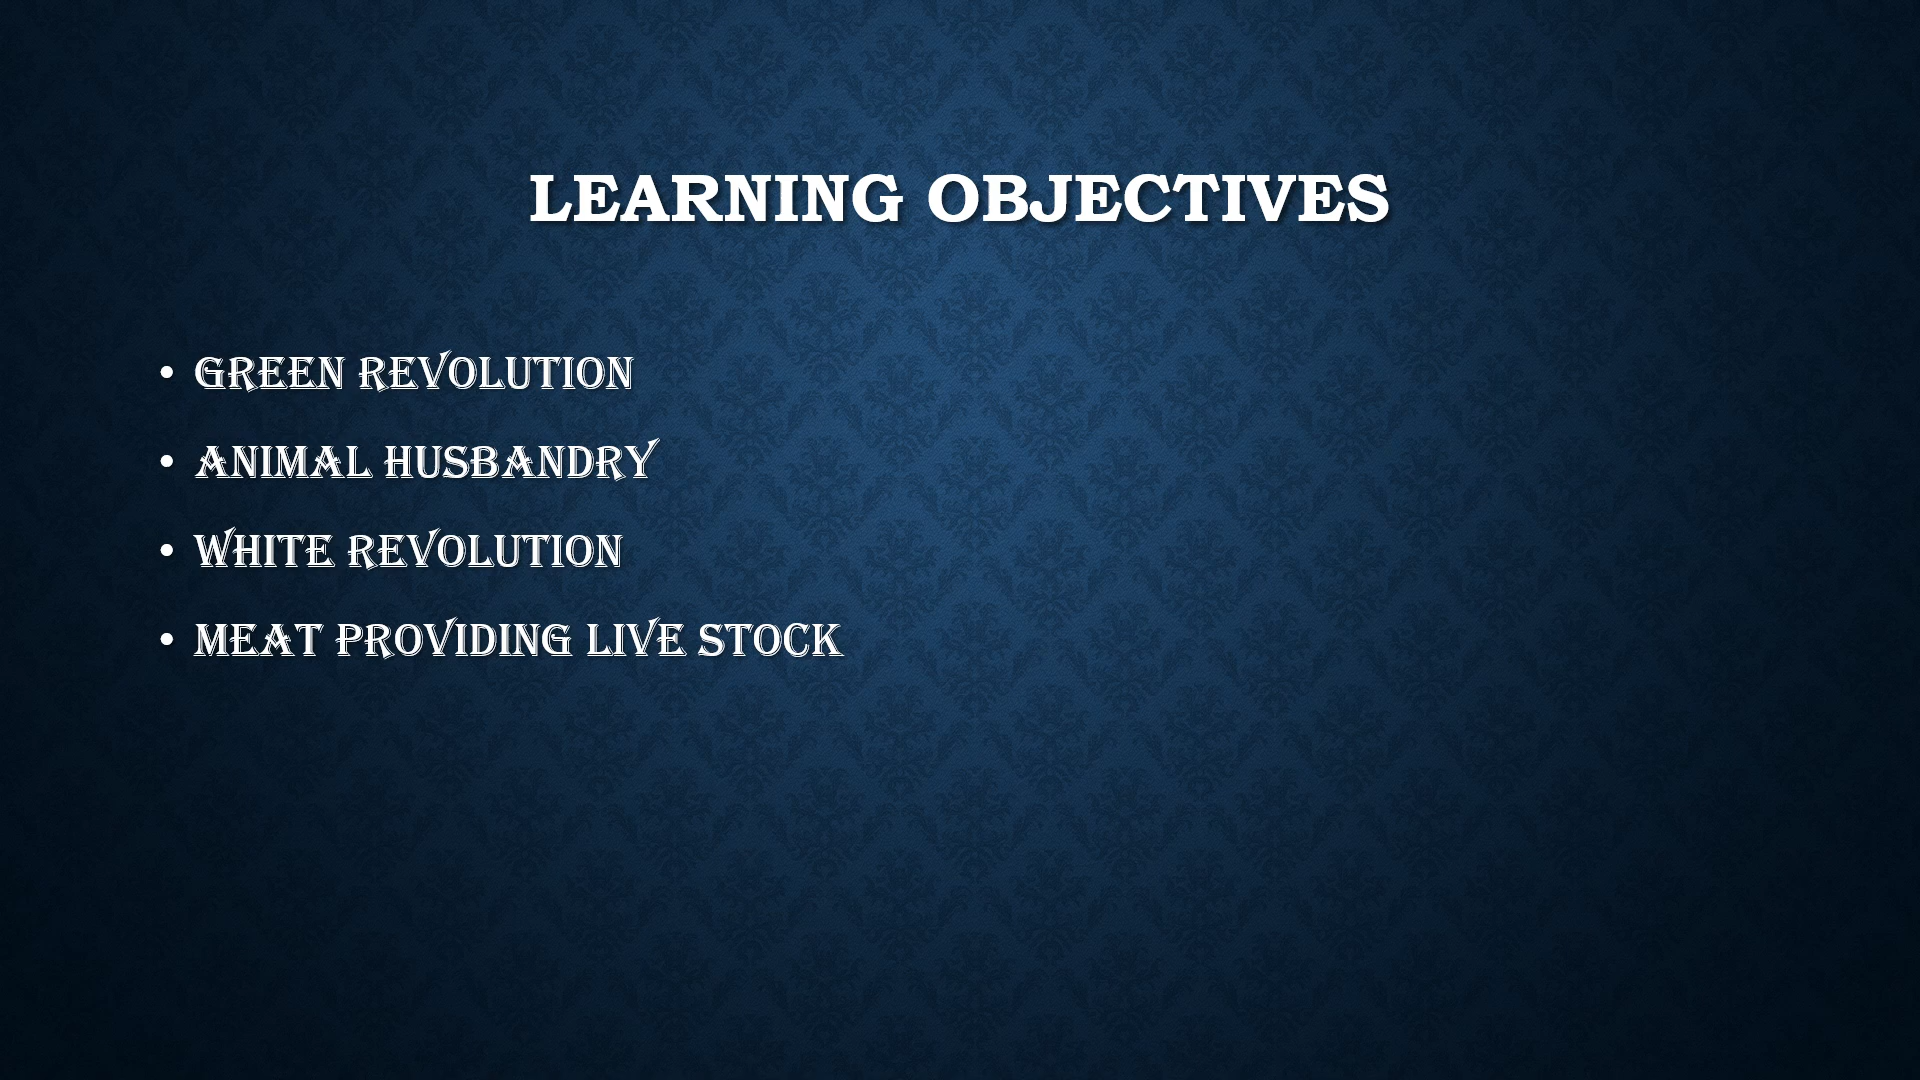 LEARNING OBJECTIVES
• GREEN REVOLUTION
• ANIMAL HUSBANDRY
• WHITE REVOLUTION
• MEAT PROVIDING LIVE STOCK